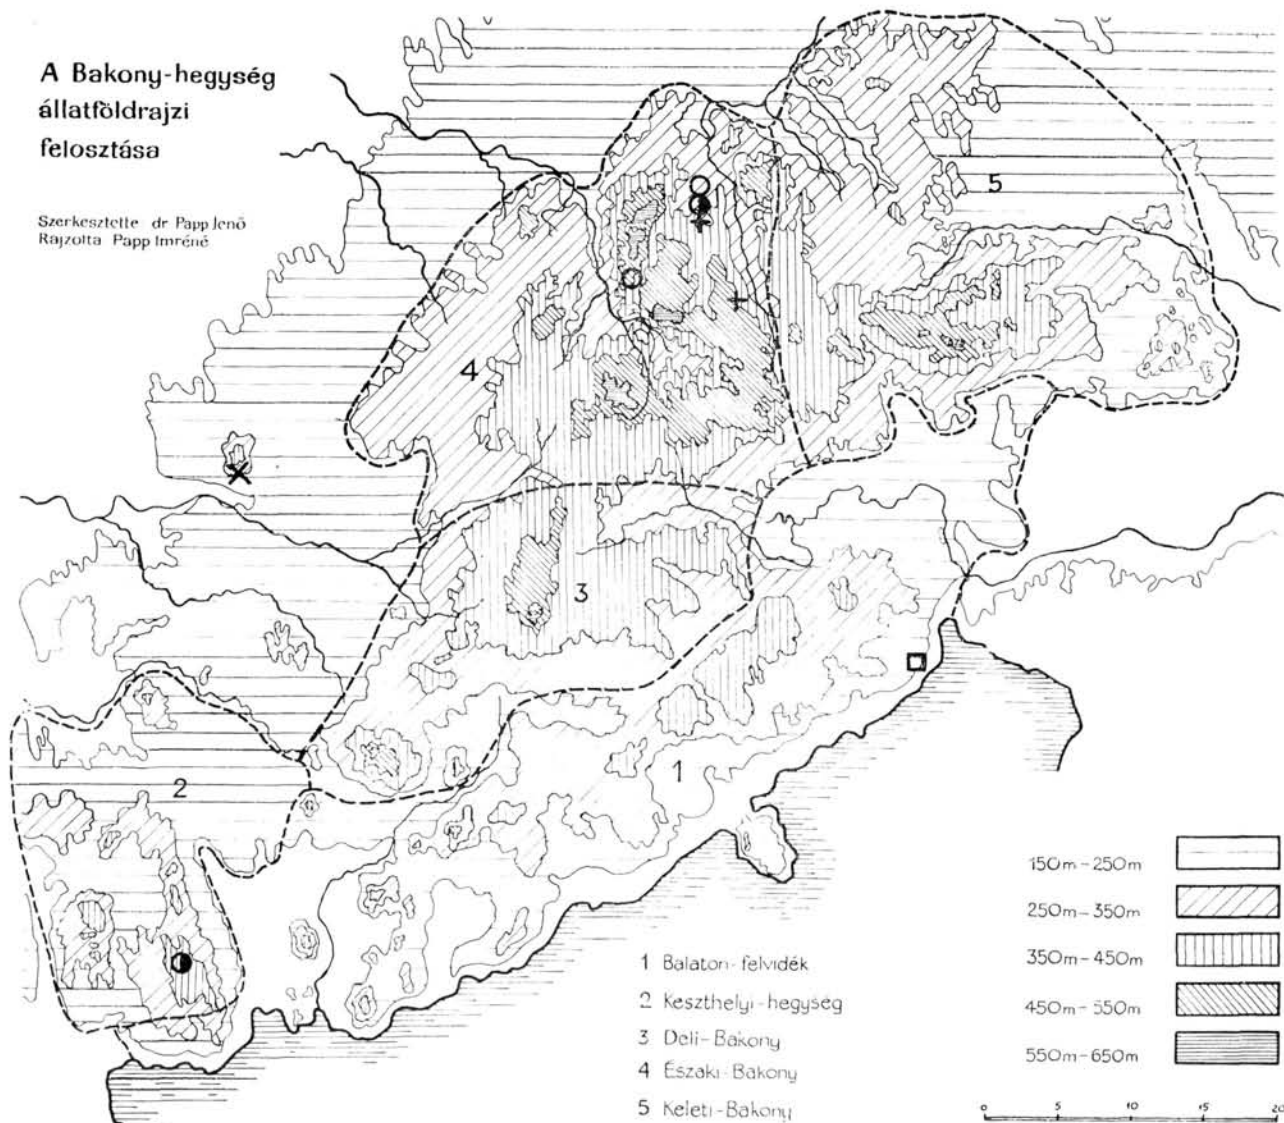 A Bakony-hegység
állatföldrajzi
felosztása
Szerkesztette dr Papp Jenő
Rajzolta Papp Imréné
5
4
3
2
1
150m-250m
250m-350m
350m-450m
450m-550m
550m-650m
1 Balaton-felvidék
2 Keszthelyi-hegység
3 Deli-Bakony
4 Északi-Bakony
5 Keleti-Bakony
0 5 10 15 20